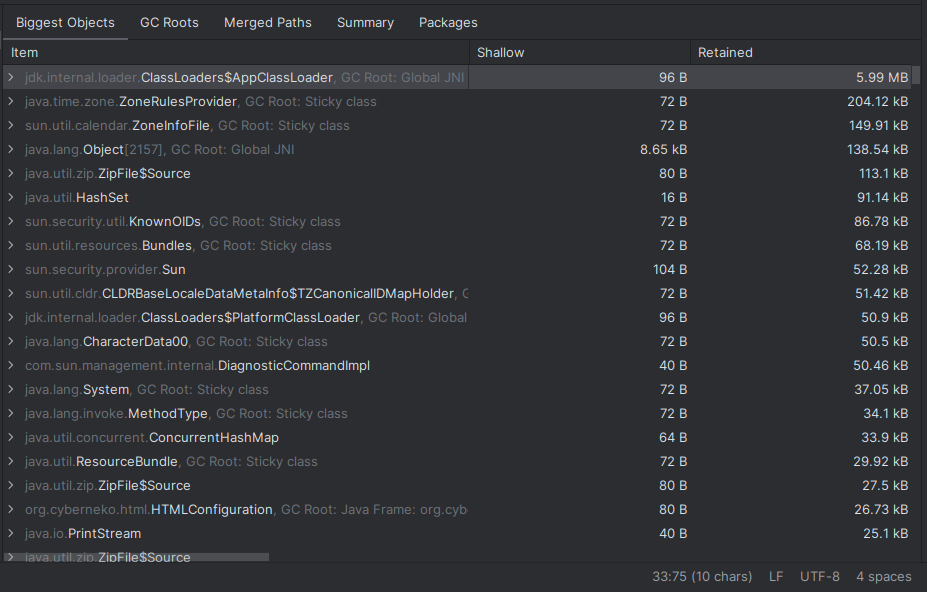 Biggest Objects GC Roots Merged Paths Summary Packages
Item Shallow Retained
jdk.internal.loader.ClassLoaders$AppClassLoader, GC Root: Global JNI 96 B 5.99 MB
java.time.zone.ZoneRulesProvider, GC Root: Sticky class 72 B 204.12 kB
sun.util.calendar.ZoneInfoFile, GC Root: Sticky class 72 B 149.91 kB
java.lang.Object[2157], GC Root: Global JNI 8.65 kB 138.54 kB
java.util.zip.ZipFile$Source 80 B 113.1 kB
java.util.HashSet 16 B 91.14 kB
sun.security.util.KnownOIDs, GC Root: Sticky class 72 B 86.78 kB
sun.util.resources.Bundles, GC Root: Sticky class 72 B 68.19 kB
sun.security.provider.Sun 104 B 52.28 kB
sun.util.cldr.CLDRBaseLocaleDataMetaInfo$TZCanonicalIDMapHolder, G 72 B 51.42 kB
jdk.internal.loader.ClassLoaders$PlatformClassLoader, GC Root: Global 96 B 50.9 kB
java.lang.CharacterData00, GC Root: Sticky class 72 B 50.5 kB
com.sun.management.internal.DiagnosticCommandImpl 40 B 50.46 kB
java.lang.System, GC Root: Sticky class 72 B 37.05 kB
java.lang.invoke.MethodType, GC Root: Sticky class 72 B 34.1 kB
java.util.concurrent.ConcurrentHashMap 64 B 33.9 kB
java.util.ResourceBundle, GC Root: Sticky class 72 B 29.92 kB
java.util.zip.ZipFile$Source 80 B 27.5 kB
org.cyberneko.html.HTMLConfiguration, GC Root: Java Frame: org.cyb 80 B 26.73 kB
java.io.PrintStream 40 B 25.1 kB
java.util.zip.ZipFile$Source
33:75 (10 chars) LF UTF-8 4 spaces